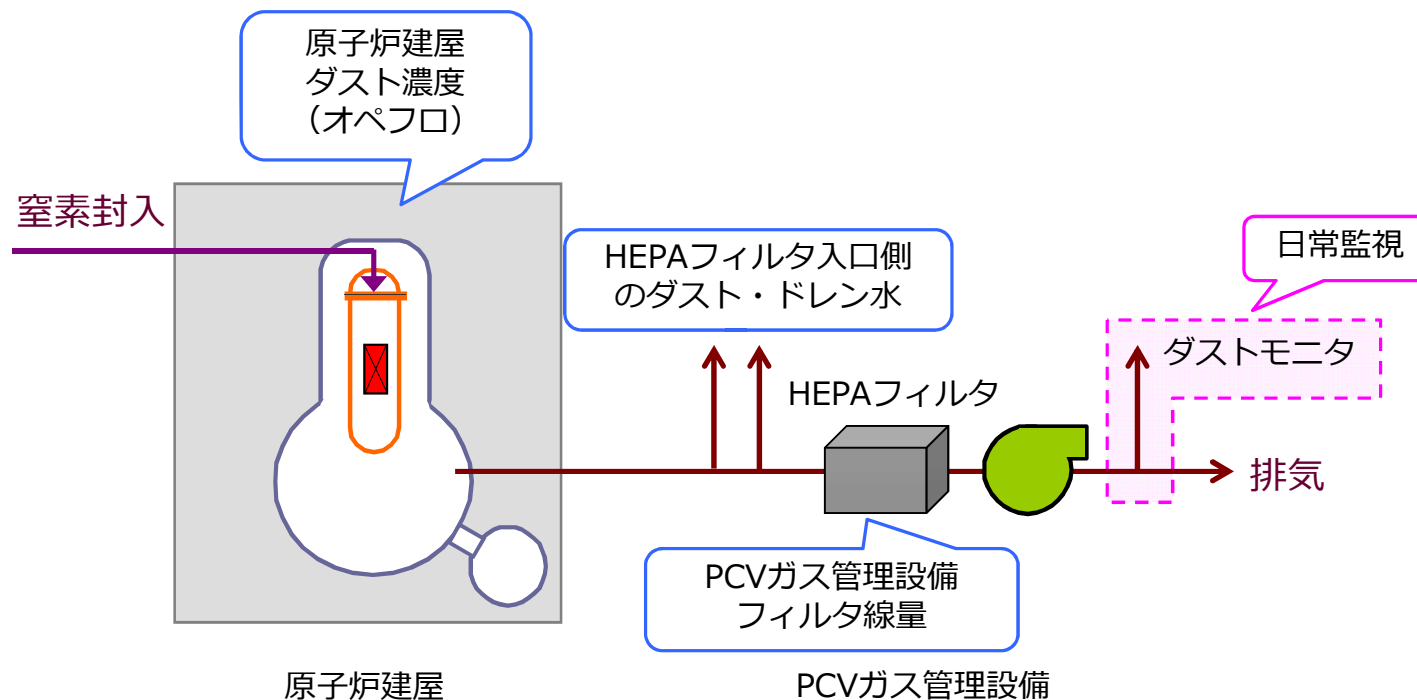 原子炉建屋
ダスト濃度
（オペフロ）
窒素封入
HEPAフィルタ入口側
のダスト・ドレン水
日常監視
ダストモニタ
HEPAフィルタ
排気
PCVガス管理設備
フィルタ線量
原子炉建屋
PCVガス管理設備